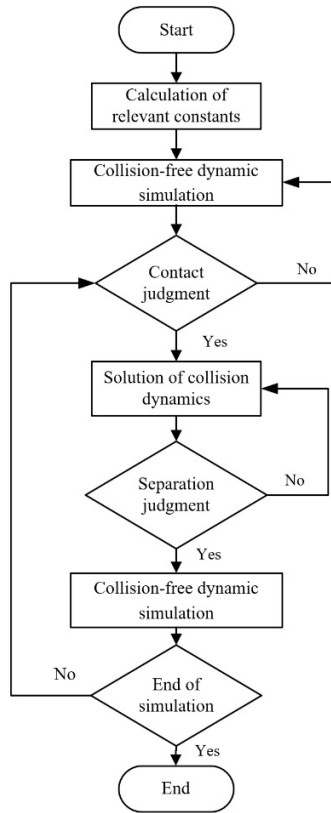 Start
Calculation of
relevant constants
Collision-free dynamic
simulation
Contact
judgment
No
Yes
Solution of collision
dynamics
Separation
judgment
No
Yes
Collision-free dynamic
simulation
No
End of
simulation
Yes
End